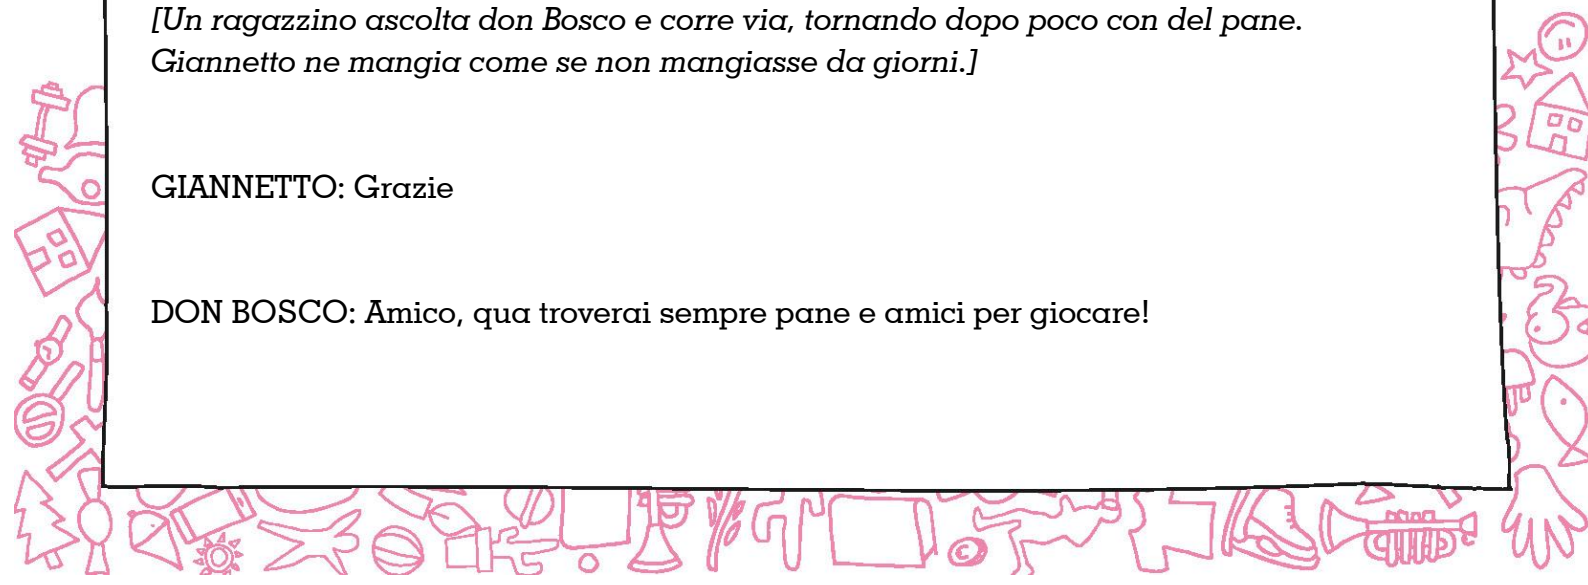 [Un ragazzino ascolta don Bosco e corre via, tornando dopo poco con del pane.
Giannetto ne mangia come se non mangiasse da giorni.]
GIANNETTO: Grazie
DON BOSCO: Amico, qua troverai sempre pane e amici per giocare!